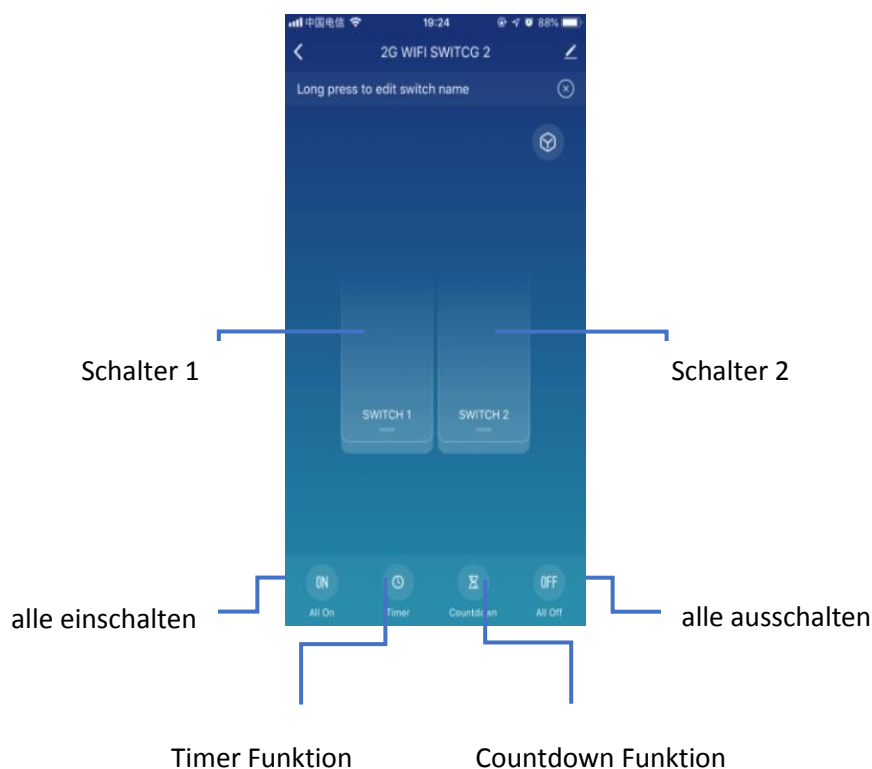 中国电信 19:24 88%
2G WIFI SWITCG 2
Long press to edit switch name
Schalter 1
Schalter 2
SWITCH 1 SWITCH 2
ON OFF
All On Timer Countdown All Off
alle einschalten
alle ausschalten
Timer Funktion
Countdown Funktion